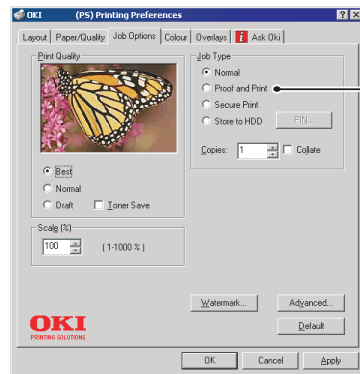 OKI (PS) Printing Preferences
Layout Paper/Quality Job Options Colour Overlays Ask Oki
Print Quality
Best
Normal
Draft Toner Save
Scale (%)
100 (1-1000 %)
Job Type
Normal
Proof and Print
Secure Print
Store to HDD PIN...
Copies: 1 Collate
Watermark... Advanced...
Default
OKI
PRINTING SOLUTIONS
OK Cancel Apply